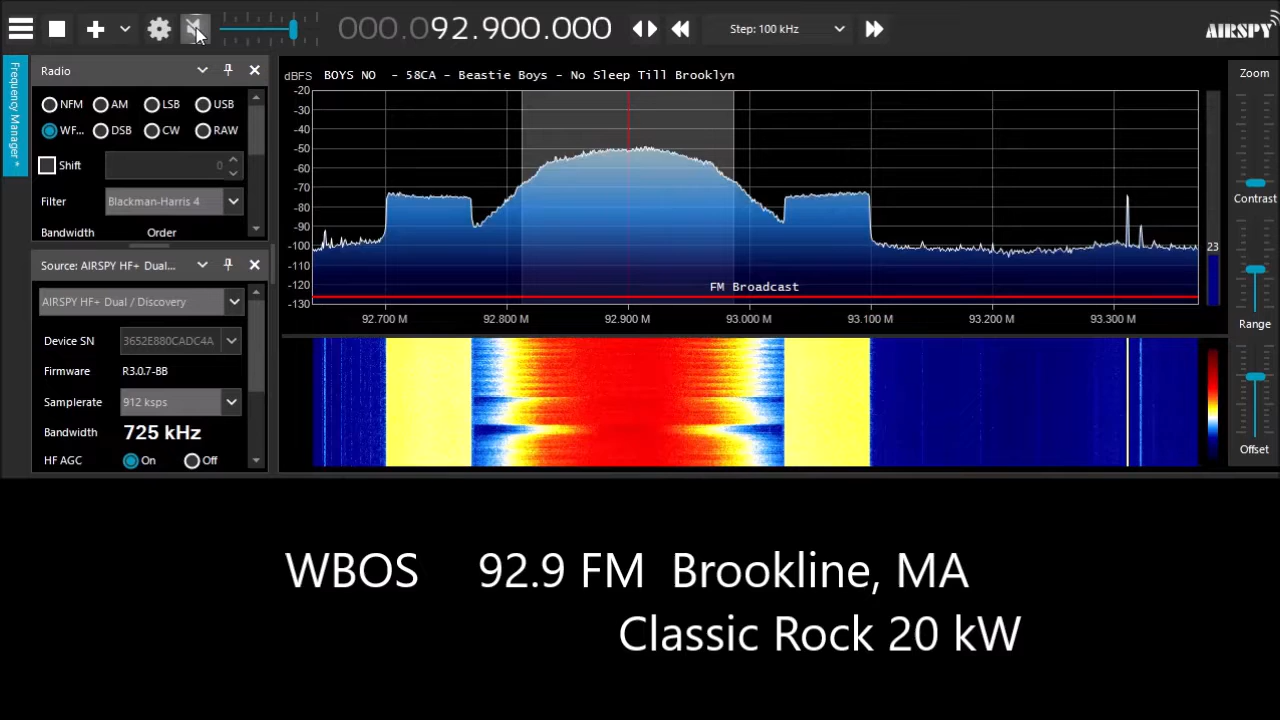 000.092.900.000
Step: 100 kHz
AIRSPY
Frequency Manager *
Radio
NFM AM LSB USB
WF... DSB CW RAW
Shift 0
Filter Blackman-Harris 4
Bandwidth Order
Source: AIRSPY HF+ Dual...
AIRSPY HF+ Dual / Discovery
Device SN 3652E880CADC4A
Firmware R3.0.7-BB
Samplerate 912 ksps
Bandwidth 725 kHz
HF AGC On Off
dBFS BOYS NO - 58CA - Beastie Boys - No Sleep Till Brooklyn
-20
-30
-40
-50
-60
-70
-80
-90
-100
-110
-130
FM Broadcast
92.700 M 92.800 M 92.900 M 93.000 M 93.100 M 93.200 M 93.300 M
23
Zoom
Contrast
Range
Offset
WBOS 92.9 FM Brookline, MA
Classic Rock 20 kW